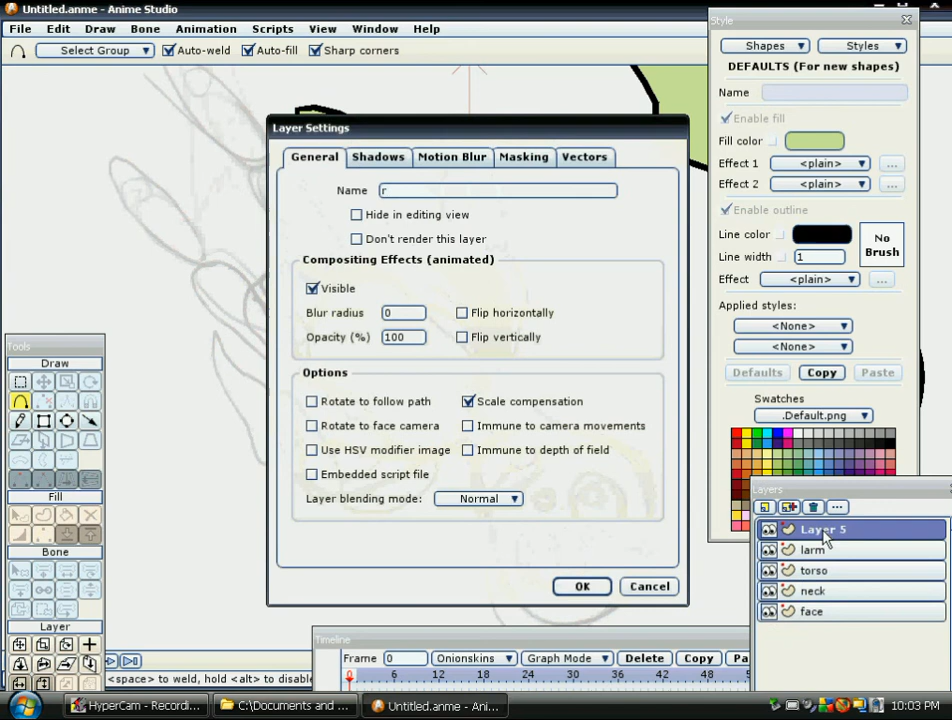 Untitled.anme - Anime Studio
File Edit Draw Bone Animation Scripts View Window Help
Select Group Auto-weld Auto-fill Sharp corners
Style
Shapes Styles
DEFAULTS (For new shapes)
Name
Enable fill
Fill color
Effect 1 <plain> ...
Effect 2 <plain> ...
Enable outline
Line color
No
Brush
Line width 1
Effect <plain> ...
Applied styles:
<None>
<None>
Defaults Copy Paste
Swatches
.Default.png
Layer Settings
General Shadows Motion Blur Masking Vectors
Name r
Hide in editing view
Don't render this layer
Compositing Effects (animated)
Visible
Blur radius 0 Flip horizontally
Opacity (%) 100 Flip vertically
Options
Rotate to follow path Scale compensation
Rotate to face camera Immune to camera movements
Use HSV modifier image Immune to depth of field
Embedded script file
Layer blending mode: Normal
OK Cancel
Tools
Draw
Fill
Bone
Layer
Layers
...
Layer 5
larm
torso
neck
face
Timeline
Frame 0 Onionskins Graph Mode Delete Copy Pa
6 12 18 24 30 36 42 48 5
<space> to weld, hold <alt> to disable
HyperCam - Recordi... C:\Documents and ... Untitled.anme - Ani... 10:03 PM